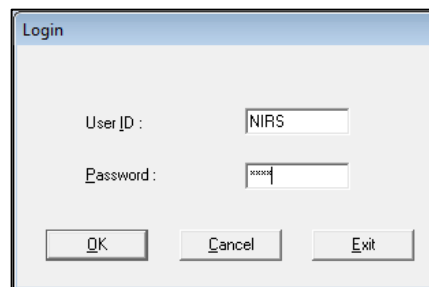 Login
User ID : NIRS
Password : ****
OK Cancel Exit